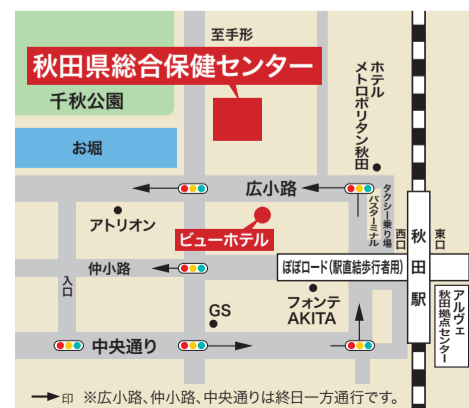 至手形
秋田県総合保健センター
千秋公園
ホテル
メトロポリタン秋田
お堀
広小路
タクシー乗り場
バスターミナル
アトリオン
ビューホテル
西口
秋田駅
東口
仲小路
入口
ぽぽロード(駅直結歩行者用)
フォンテ
AKITA
GS
アルヴェ
秋田拠点センター
中央通り
印 ※広小路、仲小路、中央通りは終日一方通行です。